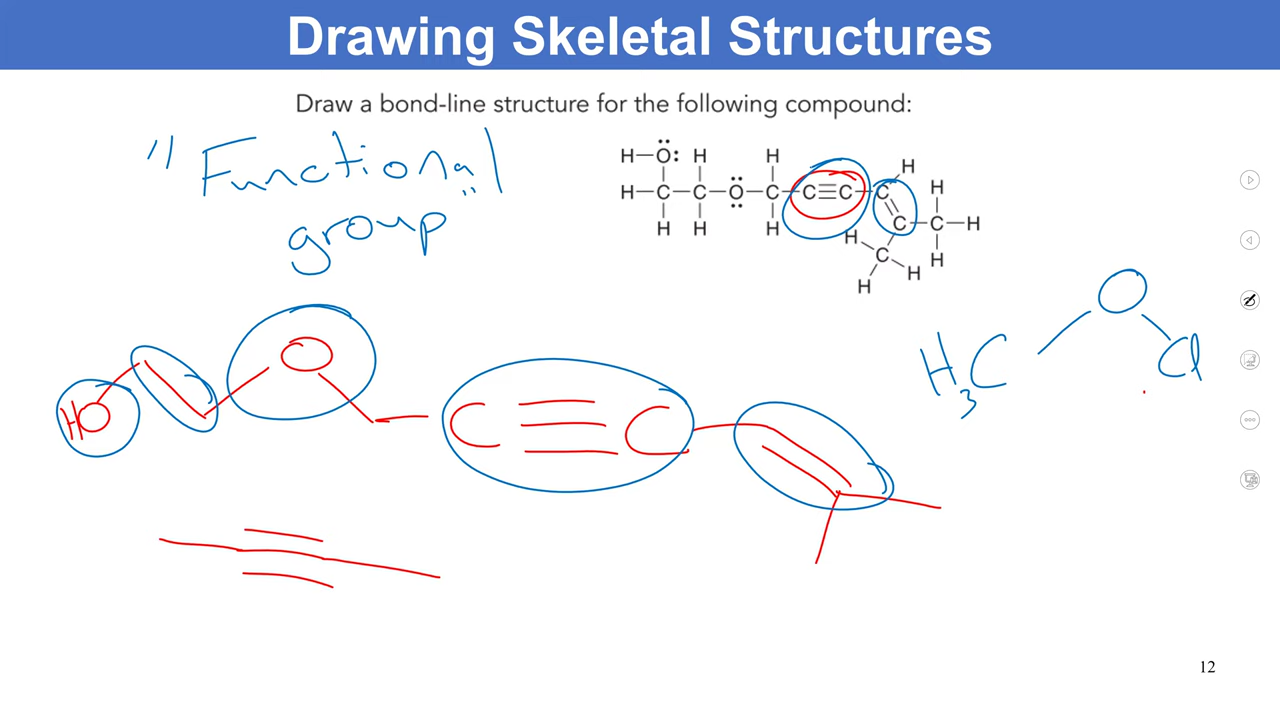 Drawing Skeletal Structures
Draw a bond-line structure for the following compound:
" Functional
group "
H
H–O: H H H
H–C–C–O–C–C≡C–C H
H H H C–C–H
H C H
H H
O
H3C Cl
HO O C≡C
12